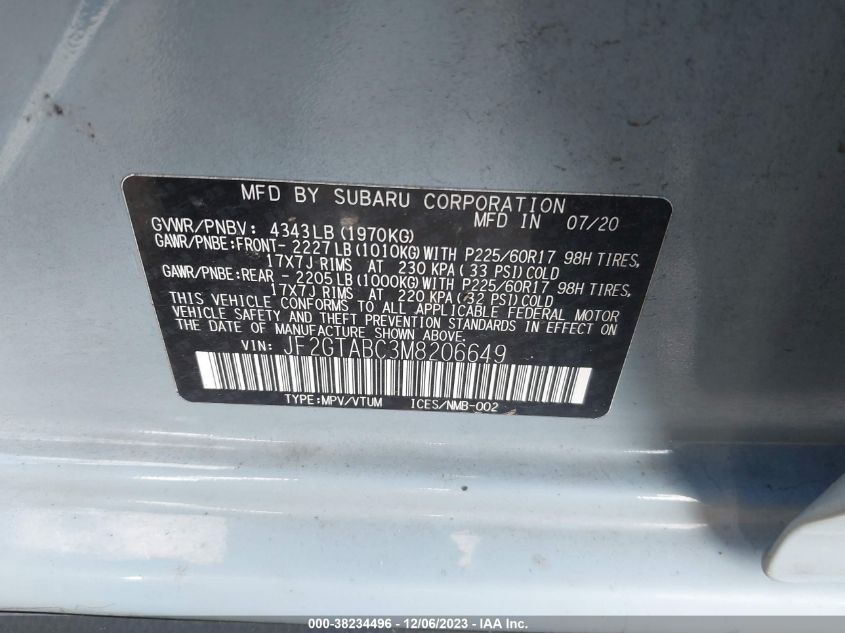 MFD BY SUBARU CORPORATION
MFD IN 07/20
GVWR/PNBV: 4343LB (1970KG)
GAWR/PNBE:FRONT- 2227LB (1010KG) WITH P225/60R17 98H TIRES,
17X7J RIMS AT 230 KPA( 33 PSI) COLD
GAWR/PNBE:REAR - 2205LB (1000KG) WITH P225/60R17 98H TIRES,
17X7J RIMS AT 220 KPA( 32 PSI) COLD
THIS VEHICLE CONFORMS TO ALL APPLICABLE FEDERAL MOTOR
VEHICLE SAFETY AND THEFT PREVENTION STANDARDS IN EFFECT ON
THE DATE OF MANUFACTURE SHOWN ABOVE.
VIN: JF2GTABC3M8206649
TYPE:MPV/VTUM ICES/NMB-002
000-38234496 - 12/06/2023 - IAA Inc.